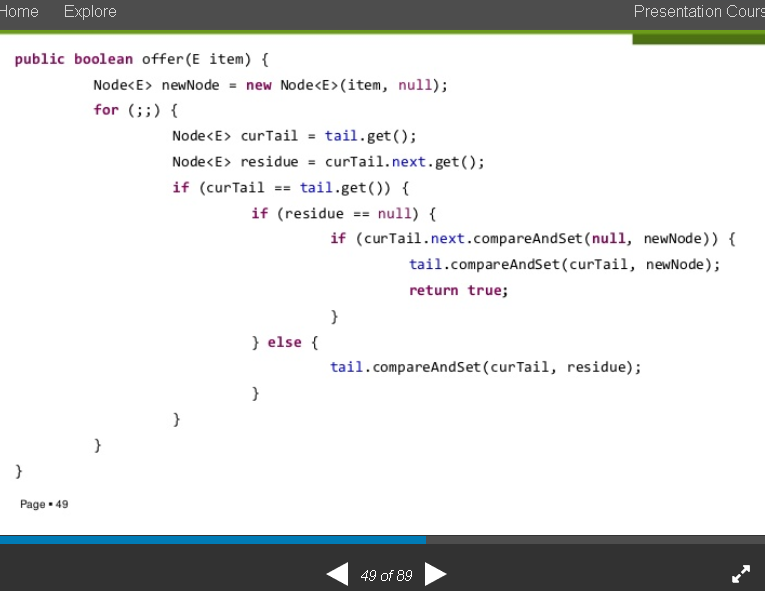 Home Explore Presentation Cours
public boolean offer(E item) {
Node<E> newNode = new Node<E>(item, null);
for (;;) {
Node<E> curTail = tail.get();
Node<E> residue = curTail.next.get();
if (curTail == tail.get()) {
if (residue == null) {
if (curTail.next.compareAndSet(null, newNode)) {
tail.compareAndSet(curTail, newNode);
return true;
}
} else {
tail.compareAndSet(curTail, residue);
}
}
}
}
Page ▪ 49
49 of 89